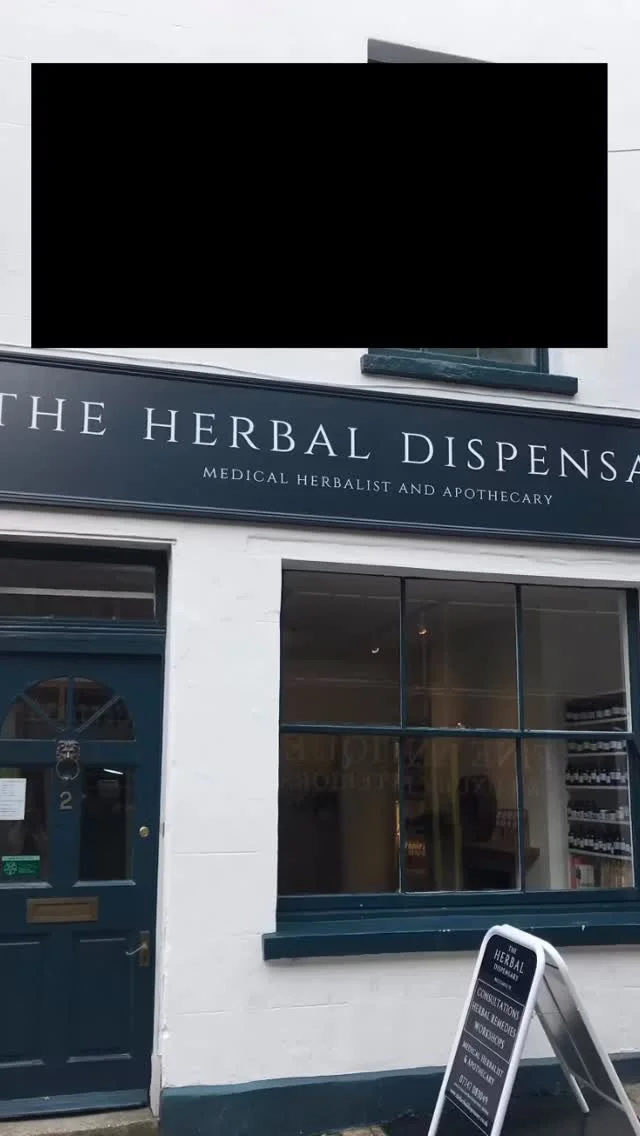 THE HERBAL DISPENSA
MEDICAL HERBALIST AND APOTHECARY
2
THE
HERBAL
DISPENSARY
CONSULTATIONS
HERBAL REMEDIES
WORKSHOPS
MEDICAL HERBALIST
& APOTHECARY